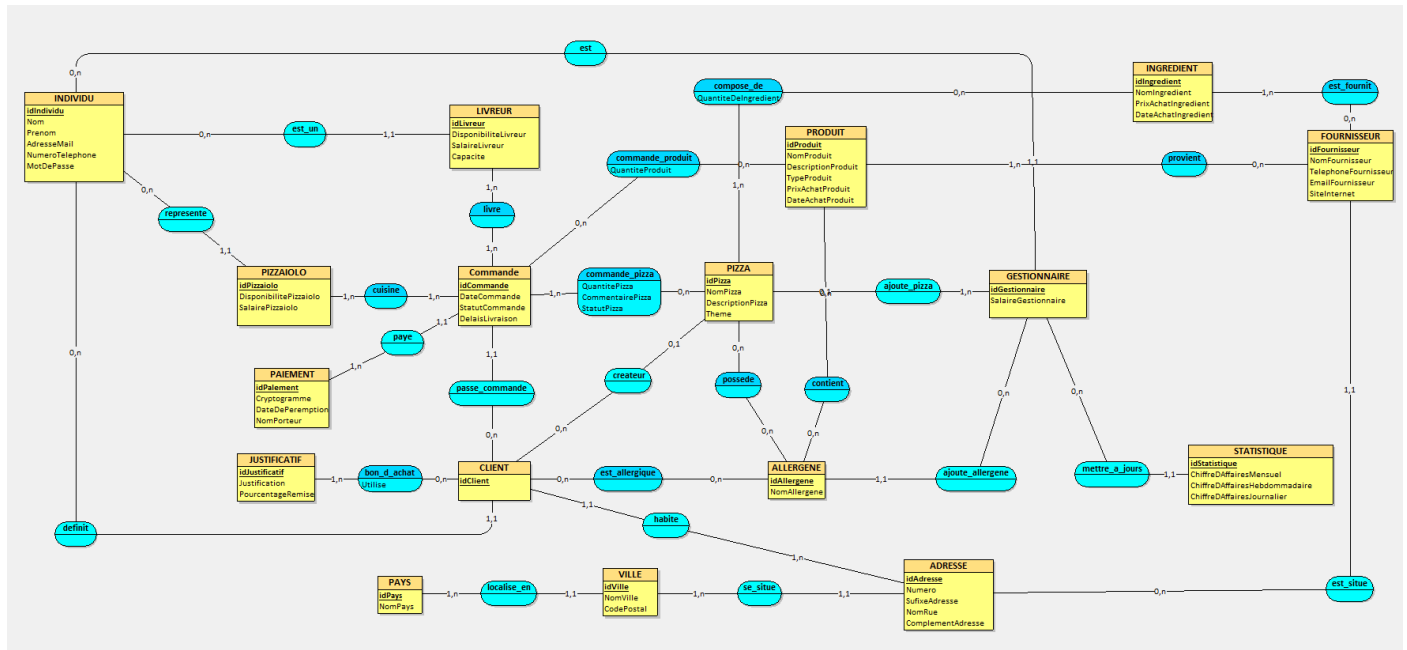 est
0,n
INDIVIDU
idIndividu
Nom
Prenom
AdresseMail
NumeroTelephone
MotDePasse
0,n
est_un
1,1
LIVREUR
idLivreur
DisponibiliteLivreur
SalaireLivreur
Capacite
compose_de
QuantiteDeIngredient
0,n
INGREDIENT
idIngredient
NomIngredient
PrixAchatIngredient
DateAchatIngredient
1,n
est_fournit
0,n
FOURNISSEUR
idFournisseur
NomFournisseur
TelephoneFournisseur
EmailFournisseur
SiteInternet
PRODUIT
idProduit
NomProduit
DescriptionProduit
TypeProduit
PrixAchatProduit
DateAchatProduit
commande_produit
QuantiteProduit
0,n
1,n
provient
0,n
1,1
1,n
0,n
represente
1,1
1,n
livre
1,n
0,n
PIZZAIOLO
idPizzaiolo
DisponibilitePizzaiolo
SalairePizzaiolo
1,n
cuisine
1,n
Commande
idCommande
DateCommande
StatutCommande
DelaisLivraison
1,n
commande_pizza
QuantitePizza
CommentairePizza
StatutPizza
0,n
PIZZA
idPizza
NomPizza
DescriptionPizza
Theme
0,1
0,n
ajoute_pizza
1,n
GESTIONNAIRE
idGestionnaire
SalaireGestionnaire
1,1
paye
1,n
PAIEMENT
idPaiement
Cryptogramme
DateDePeremption
NomPorteur
0,n
1,1
passe_commande
0,n
0,1
createur
0,n
0,n
possede
0,n
contient
0,n
0,n
0,n
1,1
JUSTIFICATIF
idJustificatif
Justification
PourcentageRemise
1,n
bon_d_achat
Utilise
0,n
CLIENT
idClient
0,n
est_allergique
0,n
ALLERGENE
idAllergene
NomAllergene
1,1
ajoute_allergene
mettre_a_jours
1,1
STATISTIQUE
idStatistique
ChiffreDAffairesMensuel
ChiffreDAffairesHebdommadaire
ChiffreDAffairesJournalier
definit
1,1
1,1
habite
1,n
PAYS
idPays
NomPays
1,n
localise_en
1,1
VILLE
idVille
NomVille
CodePostal
1,n
se_situe
1,1
ADRESSE
idAdresse
Numero
SufixeAdresse
NomRue
ComplementAdresse
0,n
est_situe